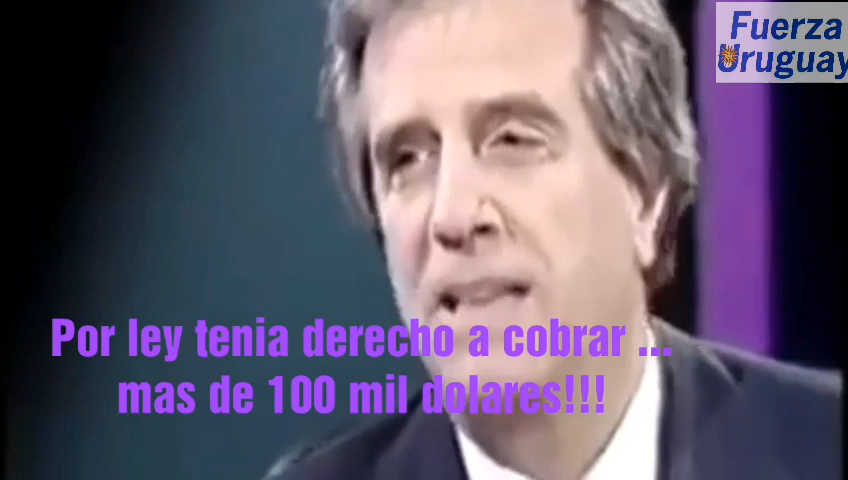 Fuerza
Uruguay
Por ley tenia derecho a cobrar ...
mas de 100 mil dolares!!!